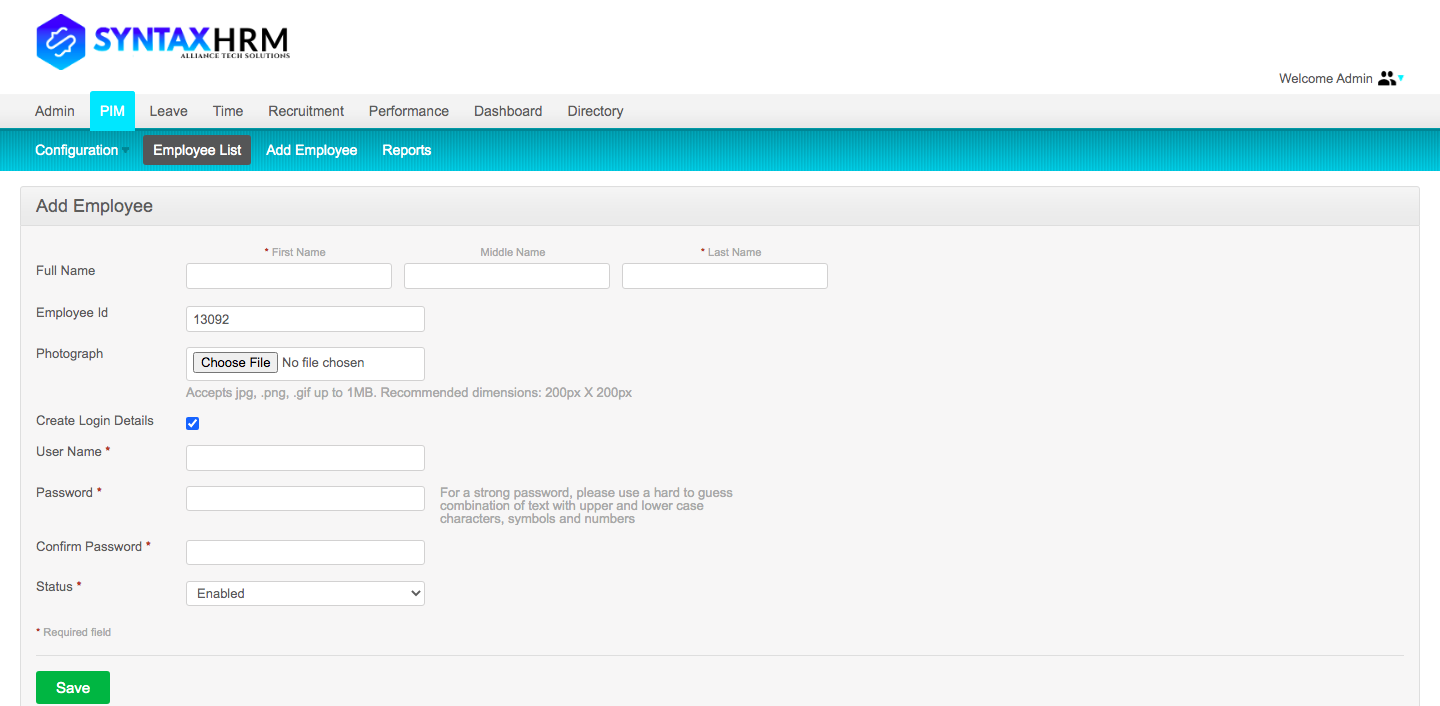 SYNTAXHRM
ALLIANCE TECH SOLUTIONS
Welcome Admin
Admin PIM Leave Time Recruitment Performance Dashboard Directory
Configuration Employee List Add Employee Reports
Add Employee
* First Name Middle Name * Last Name
Full Name
Employee Id 13092
Photograph Choose File No file chosen
Accepts jpg, .png, .gif up to 1MB. Recommended dimensions: 200px X 200px
Create Login Details
User Name *
Password * For a strong password, please use a hard to guess
combination of text with upper and lower case
characters, symbols and numbers
Confirm Password *
Status * Enabled
* Required field
Save